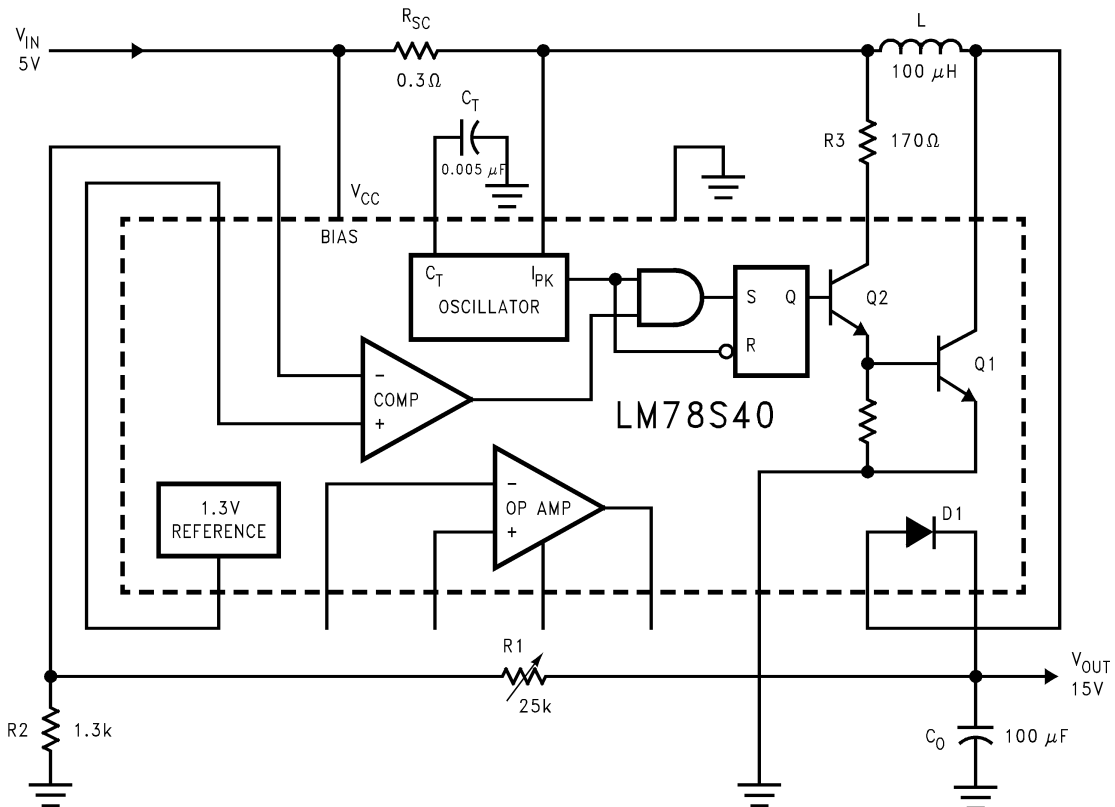 V_IN
5V
R_SC
0.3Ω
L
100 μH
C_T
0.005 μF
R3 170Ω
V_CC
BIAS
C_T I_PK
OSCILLATOR
S Q
R
Q2
Q1
−
COMP
+
LM78S40
1.3V
REFERENCE
−
OP AMP
+
D1
R1
25k
V_OUT
15V
R2 1.3k
C_O 100 μF